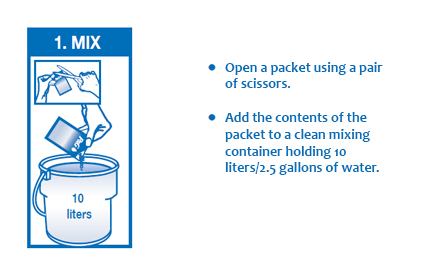 1. MIX
10
liters
• Open a packet using a pair
of scissors.
• Add the contents of the
packet to a clean mixing
container holding 10
liters/2.5 gallons of water.